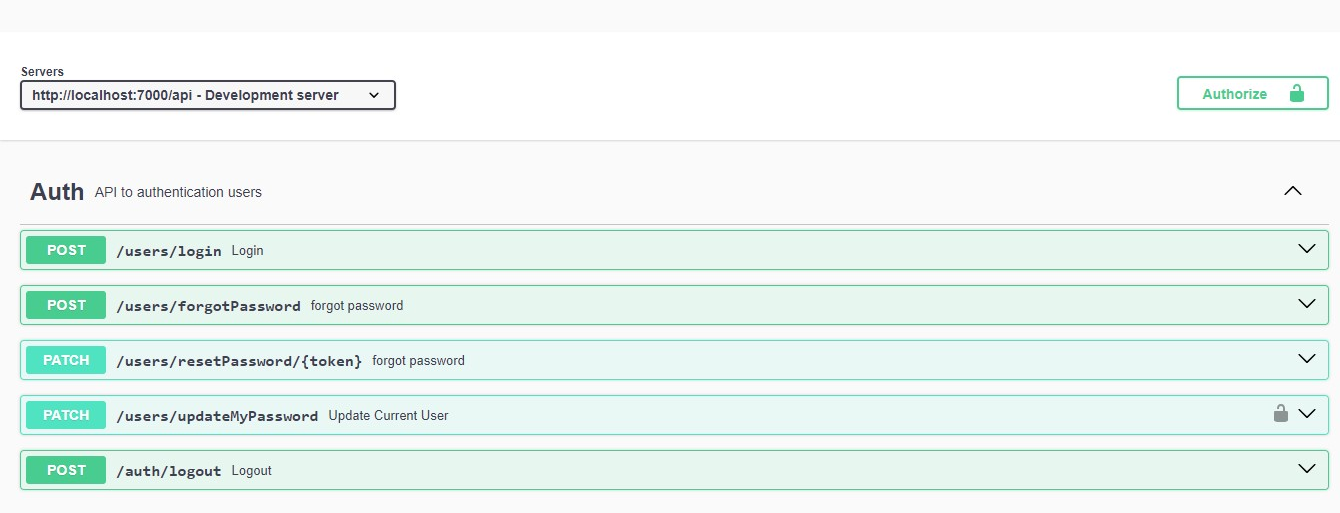 Servers
http://localhost:7000/api - Development server
Authorize
Auth API to authentication users
POST /users/login Login
POST /users/forgotPassword forgot password
PATCH /users/resetPassword/{token} forgot password
PATCH /users/updateMyPassword Update Current User
POST /auth/logout Logout